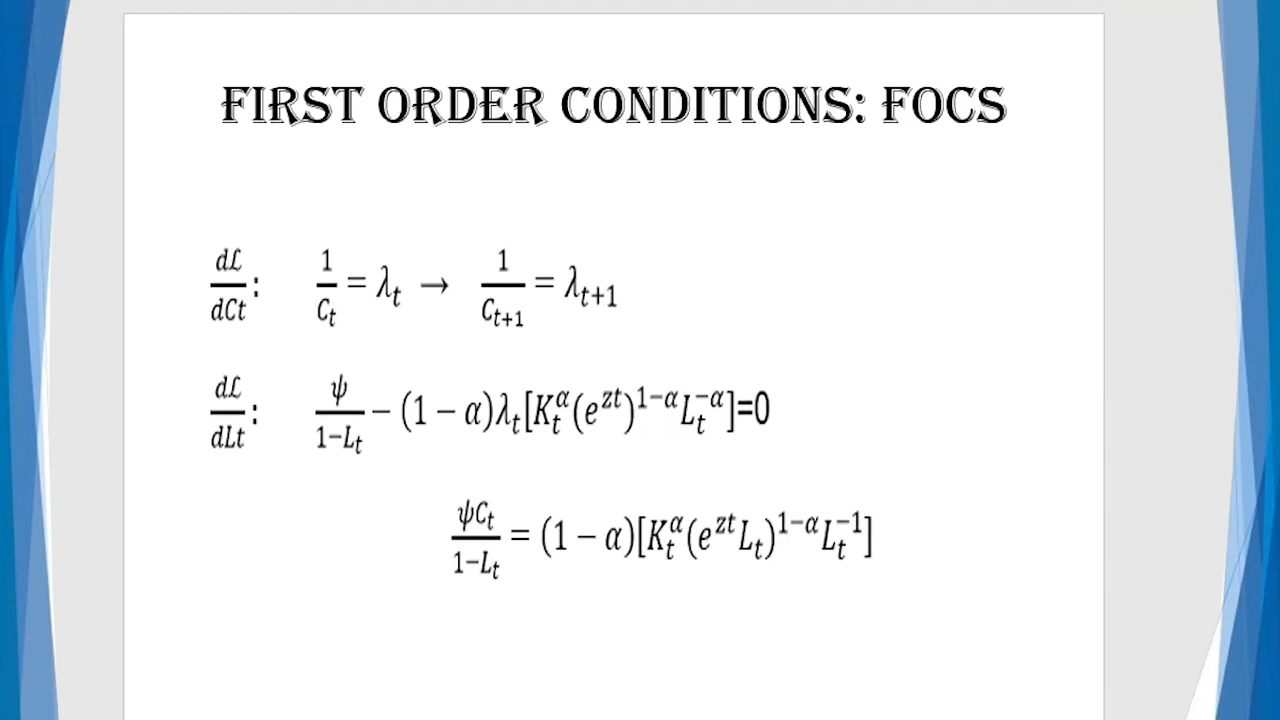 FIRST ORDER CONDITIONS: FOCS
dℒ/dCt: 1/C_t = λ_t → 1/C_{t+1} = λ_{t+1}
dℒ/dLt: ψ/(1−L_t) − (1 − α)λ_t[K_t^α(e^{zt})^{1−α}L_t^{−α}]=0
ψC_t/(1−L_t) = (1 − α)[K_t^α(e^{zt}L_t)^{1−α}L_t^{−1}]